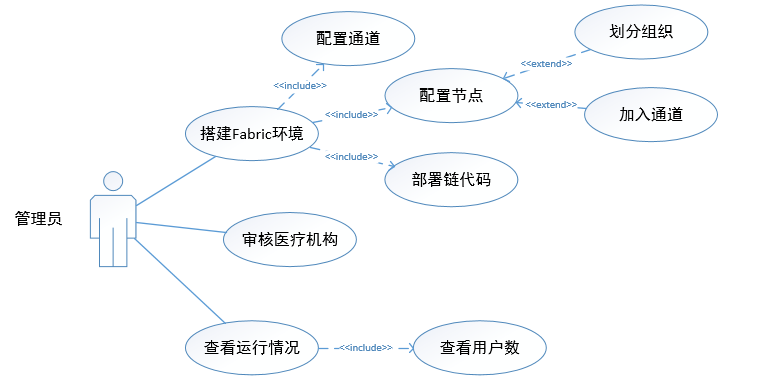 配置通道
划分组织
<<extend>>
<<include>>
配置节点
<<include>>
<<extend>>
加入通道
搭建Fabric环境
<<include>>
部署链代码
管理员
审核医疗机构
查看运行情况
<<include>>
查看用户数